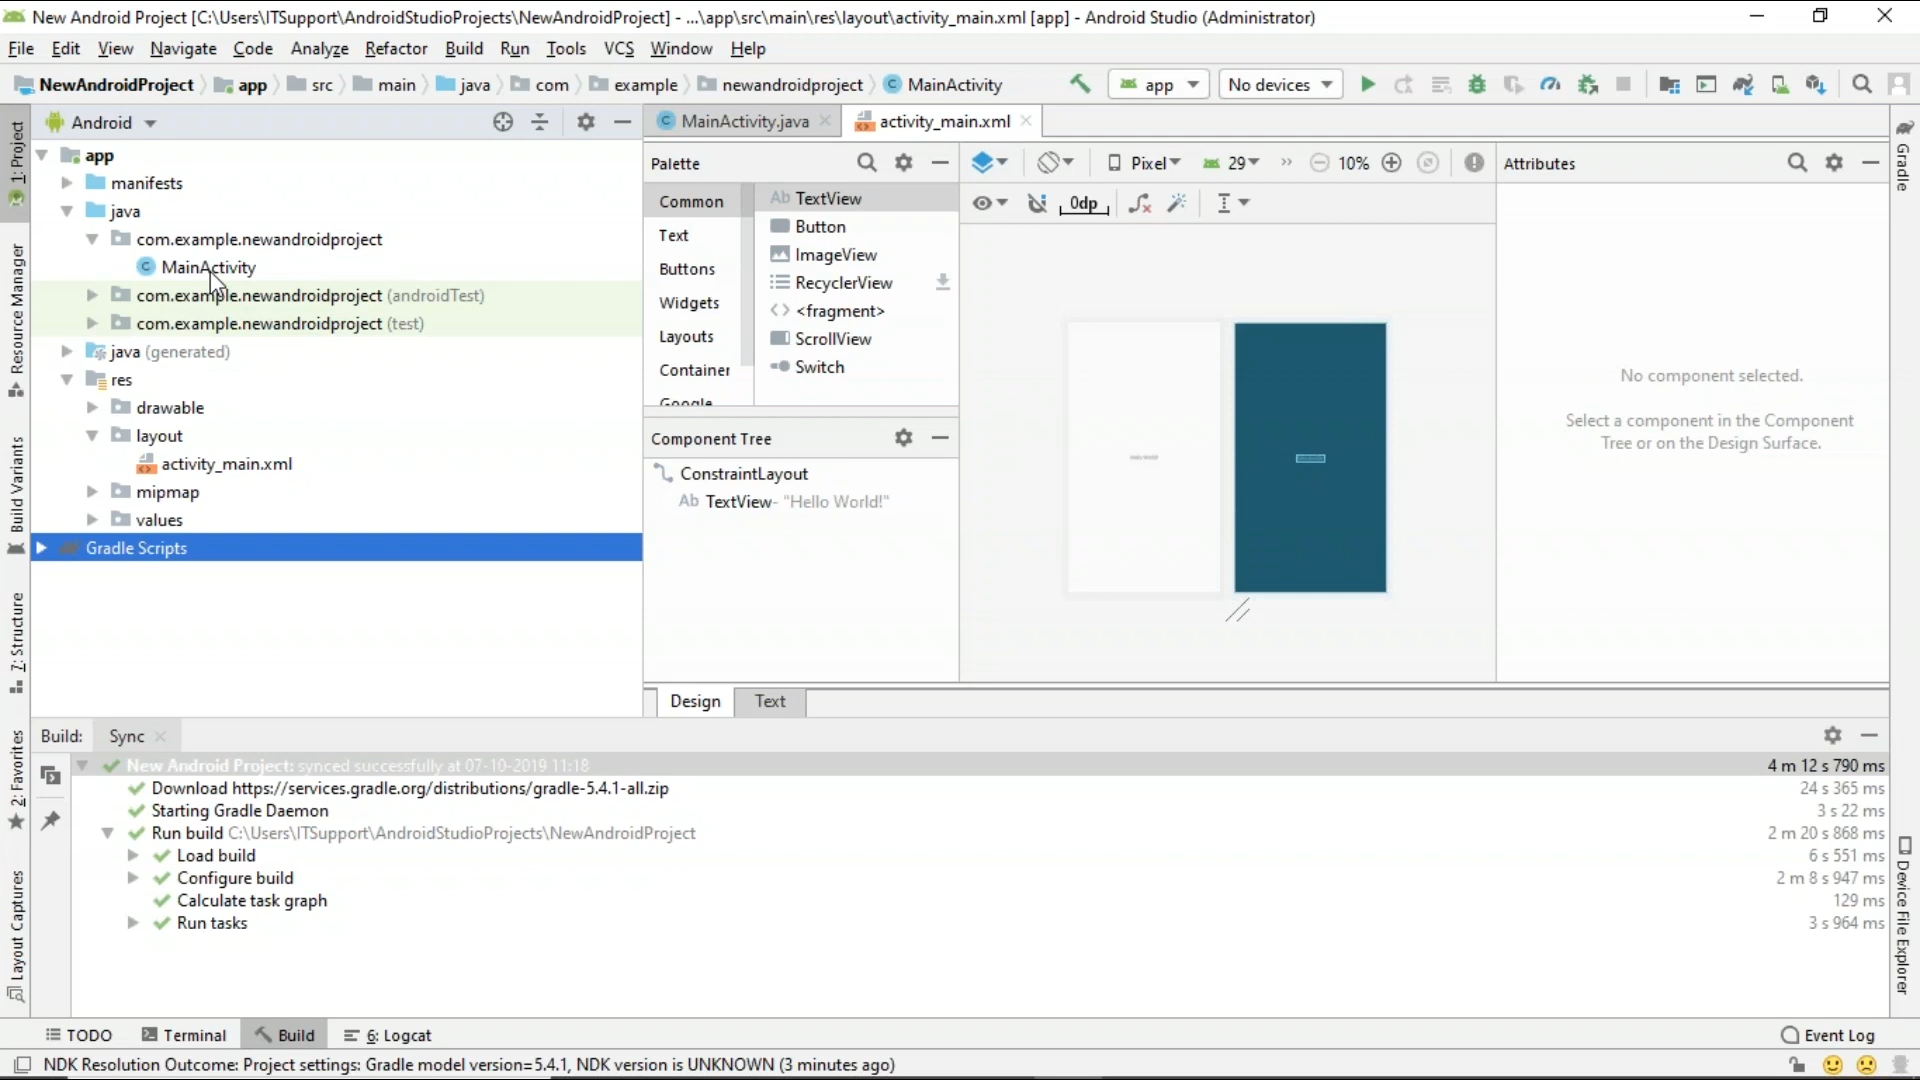 New Android Project [C:\Users\ITSupport\AndroidStudioProjects\NewAndroidProject] - ...\app\src\main\res\layout\activity_main.xml [app] - Android Studio (Administrator)
File Edit View Navigate Code Analyze Refactor Build Run Tools VCS Window Help
NewAndroidProject app src main java com example newandroidproject MainActivity app No devices
1: Project
Resource Manager
Build Variants
7: Structure
2: Favorites
Layout Captures
Android
app
manifests
java
com.example.newandroidproject
MainActivity
com.example.newandroidproject (androidTest)
com.example.newandroidproject (test)
java (generated)
res
drawable
layout
activity_main.xml
mipmap
values
Gradle Scripts
MainActivity.java activity_main.xml
Palette
Common
Text
Buttons
Widgets
Layouts
Container
Google
Ab TextView
Button
ImageView
RecyclerView
<fragment>
ScrollView
Switch
Component Tree
ConstraintLayout
Ab TextView- "Hello World!"
Pixel 29 » 10%
0dp
Attributes
No component selected.
Select a component in the Component
Tree or on the Design Surface.
Gradle
Device File Explorer
Design Text
Build: Sync
New Android Project: synced successfully at 07-10-2019 11:18 4 m 12 s 790 ms
Download https://services.gradle.org/distributions/gradle-5.4.1-all.zip 24 s 365 ms
Starting Gradle Daemon 3 s 22 ms
Run build C:\Users\ITSupport\AndroidStudioProjects\NewAndroidProject 2 m 20 s 868 ms
Load build 6 s 551 ms
Configure build 2 m 8 s 947 ms
Calculate task graph 129 ms
Run tasks 3 s 964 ms
TODO Terminal Build 6: Logcat Event Log
NDK Resolution Outcome: Project settings: Gradle model version=5.4.1, NDK version is UNKNOWN (3 minutes ago)